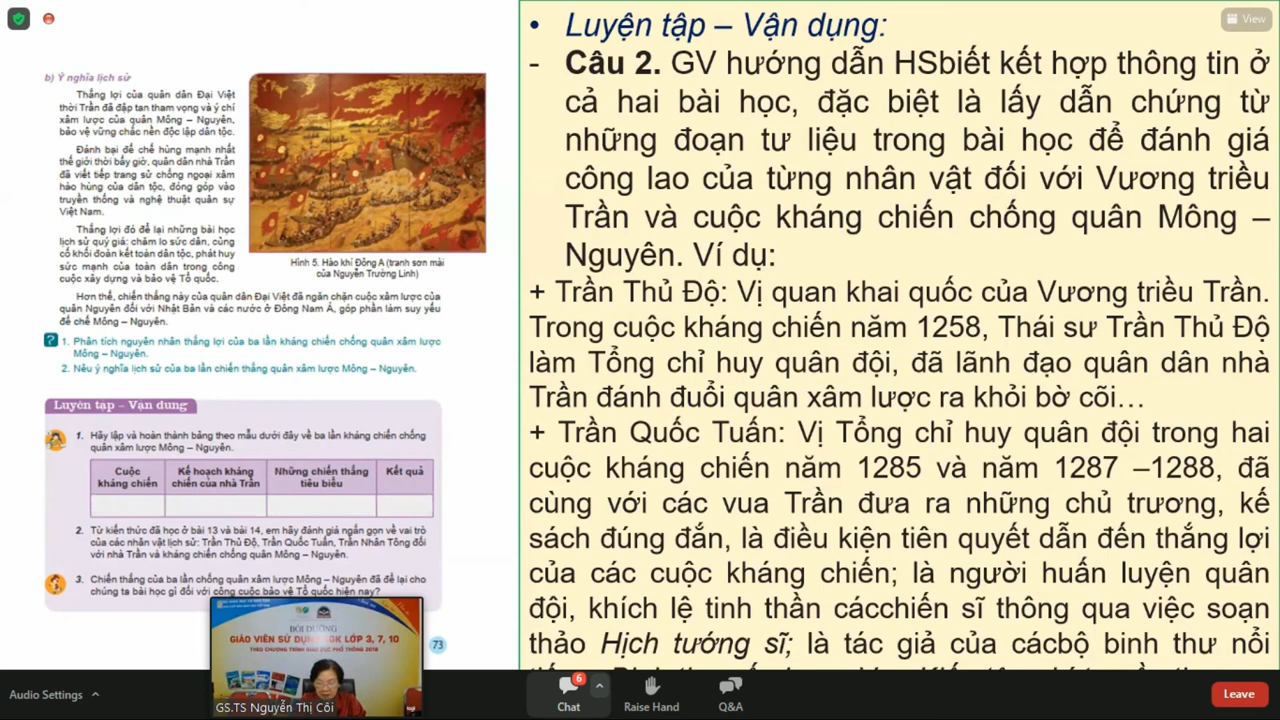 View
b) Ý nghĩa lịch sử
Thắng lợi của quân dân Đại Việt
thời Trần đã đập tan tham vọng và ý chí
xâm lược của quân Mông – Nguyên,
bảo vệ vững chắc nền độc lập dân tộc.
Đánh bại đế chế hùng mạnh nhất
thế giới thời bấy giờ, quân dân nhà Trần
đã viết tiếp trang sử chống ngoại xâm
hào hùng của dân tộc, đóng góp vào
truyền thống và nghệ thuật quân sự
Việt Nam.
Thắng lợi đó để lại những bài học
lịch sử quý giá: chăm lo sức dân, củng
cố khối đoàn kết toàn dân tộc, phát huy
sức mạnh của toàn dân trong công
cuộc xây dựng và bảo vệ Tổ quốc.
Hình 5. Hào khí Đông A (tranh sơn mài
của Nguyễn Trường Linh)
Hơn thế, chiến thắng này của quân dân Đại Việt đã ngăn chặn cuộc xâm lược của
quân Nguyên đối với Nhật Bản và các nước ở Đông Nam Á, góp phần làm suy yếu
đế chế Mông – Nguyên.
? 1. Phân tích nguyên nhân thắng lợi của ba lần kháng chiến chống quân xâm lược
Mông – Nguyên.
2. Nêu ý nghĩa lịch sử của ba lần chiến thắng quân xâm lược Mông – Nguyên.
Luyện tập – Vận dụng
1. Hãy lập và hoàn thành bảng theo mẫu dưới đây về ba lần kháng chiến chống
quân xâm lược Mông – Nguyên.
Cuộc kháng chiến
Kế hoạch kháng chiến của nhà Trần
Những chiến thắng tiêu biểu
Kết quả
2. Từ kiến thức đã học ở bài 13 và bài 14, em hãy đánh giá ngắn gọn về vai trò
của các nhân vật lịch sử: Trần Thủ Độ, Trần Quốc Tuấn, Trần Nhân Tông đối
với nhà Trần và kháng chiến chống quân Mông – Nguyên.
3. Chiến thắng của ba lần chống quân xâm lược Mông – Nguyên đã để lại cho
chúng ta bài học gì đối với công cuộc bảo vệ Tổ quốc hiện nay?
73
• Luyện tập – Vận dụng:
- Câu 2. GV hướng dẫn HSbiết kết hợp thông tin ở
cả hai bài học, đặc biệt là lấy dẫn chứng từ
những đoạn tư liệu trong bài học để đánh giá
công lao của từng nhân vật đối với Vương triều
Trần và cuộc kháng chiến chống quân Mông –
Nguyên. Ví dụ:
+ Trần Thủ Độ: Vị quan khai quốc của Vương triều Trần.
Trong cuộc kháng chiến năm 1258, Thái sư Trần Thủ Độ
làm Tổng chỉ huy quân đội, đã lãnh đạo quân dân nhà
Trần đánh đuổi quân xâm lược ra khỏi bờ cõi…
+ Trần Quốc Tuấn: Vị Tổng chỉ huy quân đội trong hai
cuộc kháng chiến năm 1285 và năm 1287 –1288, đã
cùng với các vua Trần đưa ra những chủ trương, kế
sách đúng đắn, là điều kiện tiên quyết dẫn đến thắng lợi
của các cuộc kháng chiến; là người huấn luyện quân
đội, khích lệ tinh thần cácchiến sĩ thông qua việc soạn
thảo Hịch tướng sĩ; là tác giả của cácbộ binh thư nổi
BỒI DƯỠNG
GIÁO VIÊN SỬ DỤNG SGK LỚP 3, 7, 10
THEO CHƯƠNG TRÌNH GIÁO DỤC PHỔ THÔNG 2018
GS.TS Nguyễn Thị Côi
Audio Settings
6
Chat
Raise Hand
Q&A
Leave